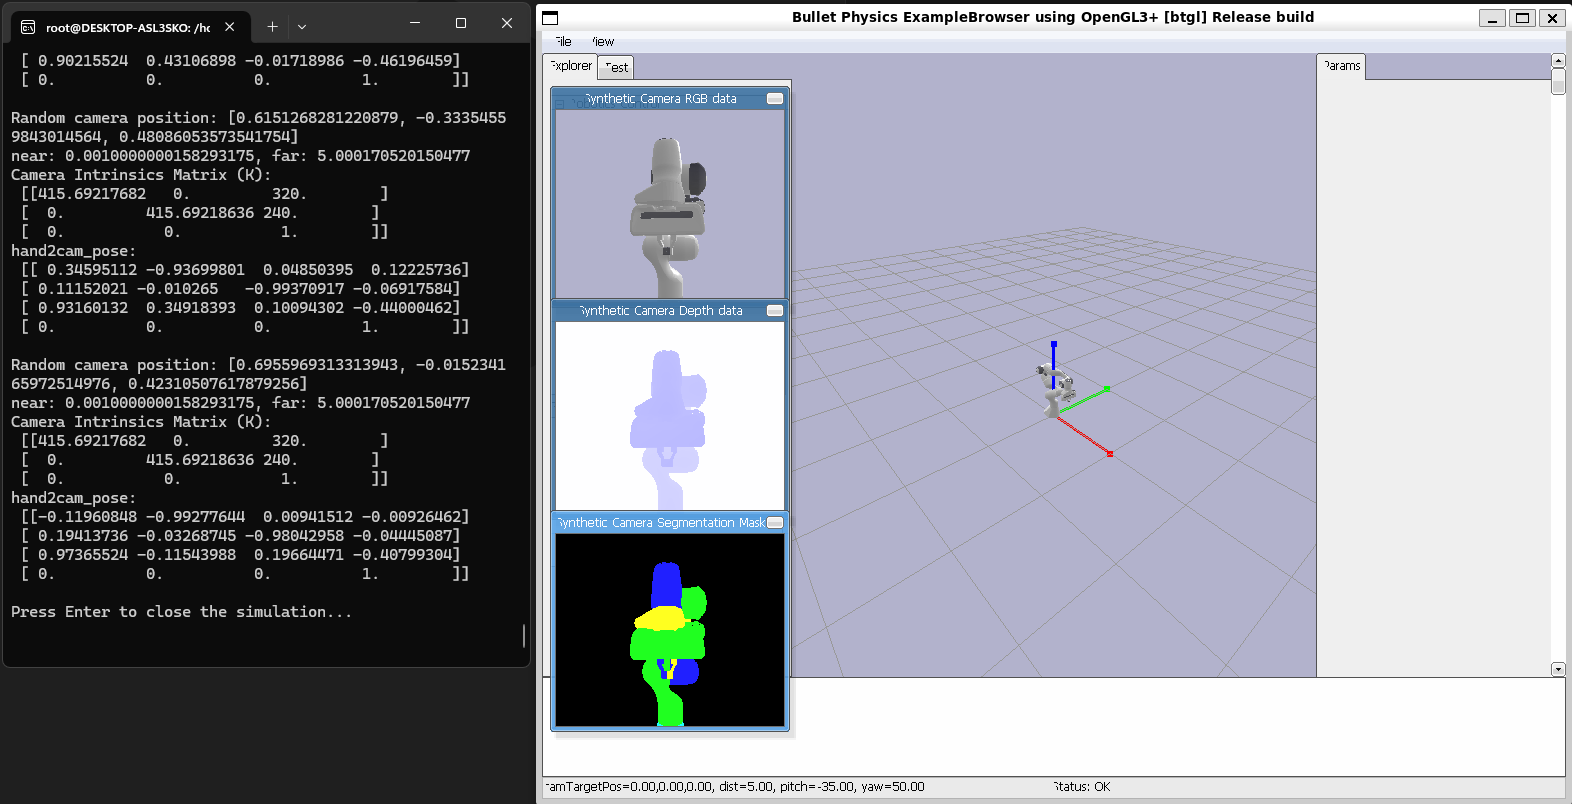 root@DESKTOP-ASL3SKO: /hc
[ 0.90215524  0.43106898 -0.01718986 -0.46196459]
[ 0.          0.          0.          1.        ]]
Random camera position: [0.6151268281220879, -0.3335455
9843014564, 0.48086053573541754]
near: 0.0010000000158293175, far: 5.000170520150477
Camera Intrinsics Matrix (K):
[[415.69217682   0.         320.        ]
[  0.         415.69218636 240.        ]
[  0.           0.           1.        ]]
hand2cam_pose:
[[ 0.34595112 -0.93699801  0.04850395  0.12225736]
[ 0.11152021 -0.010265   -0.99370917 -0.06917584]
[ 0.93160132  0.34918393  0.10094302 -0.44000462]
[ 0.          0.          0.          1.        ]]
Random camera position: [0.6955969313313943, -0.0152341
65972514976, 0.42310507617879256]
near: 0.0010000000158293175, far: 5.000170520150477
Camera Intrinsics Matrix (K):
[[415.69217682   0.         320.        ]
[  0.         415.69218636 240.        ]
[  0.           0.           1.        ]]
hand2cam_pose:
[[-0.11960848 -0.99277644  0.00941512 -0.00926462]
[ 0.19413736 -0.03268745 -0.98042958 -0.04445087]
[ 0.97365524 -0.11543988  0.19664471 -0.40799304]
[ 0.          0.          0.          1.        ]]
Press Enter to close the simulation...
Bullet Physics ExampleBrowser using OpenGL3+ [btgl] Release build
File View
Explorer Test
Params
Synthetic Camera RGB data
Synthetic Camera Depth data
Synthetic Camera Segmentation Mask
camTargetPos=0.00,0.00,0.00, dist=5.00, pitch=-35.00, yaw=50.00
Status: OK